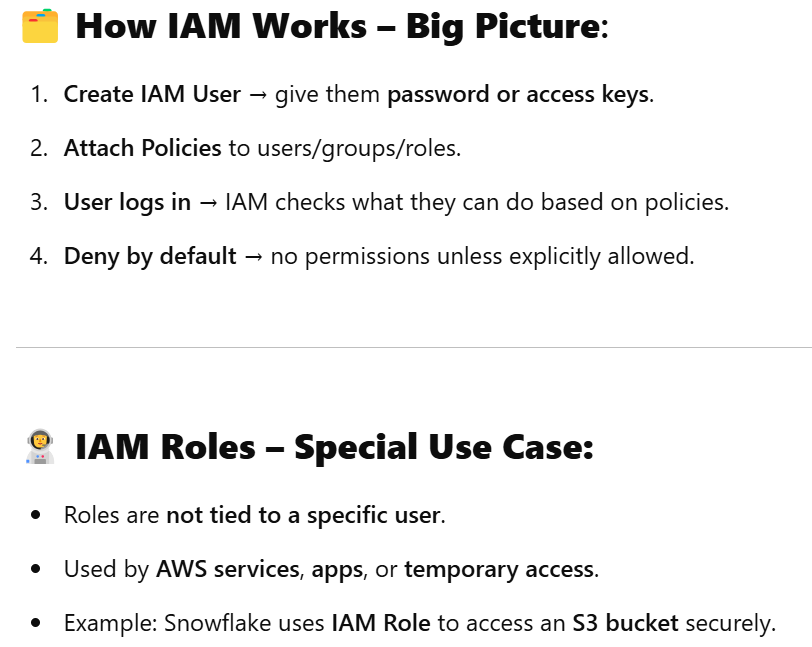 How IAM Works – Big Picture:
1. Create IAM User → give them password or access keys.
2. Attach Policies to users/groups/roles.
3. User logs in → IAM checks what they can do based on policies.
4. Deny by default → no permissions unless explicitly allowed.
IAM Roles – Special Use Case:
• Roles are not tied to a specific user.
• Used by AWS services, apps, or temporary access.
• Example: Snowflake uses IAM Role to access an S3 bucket securely.